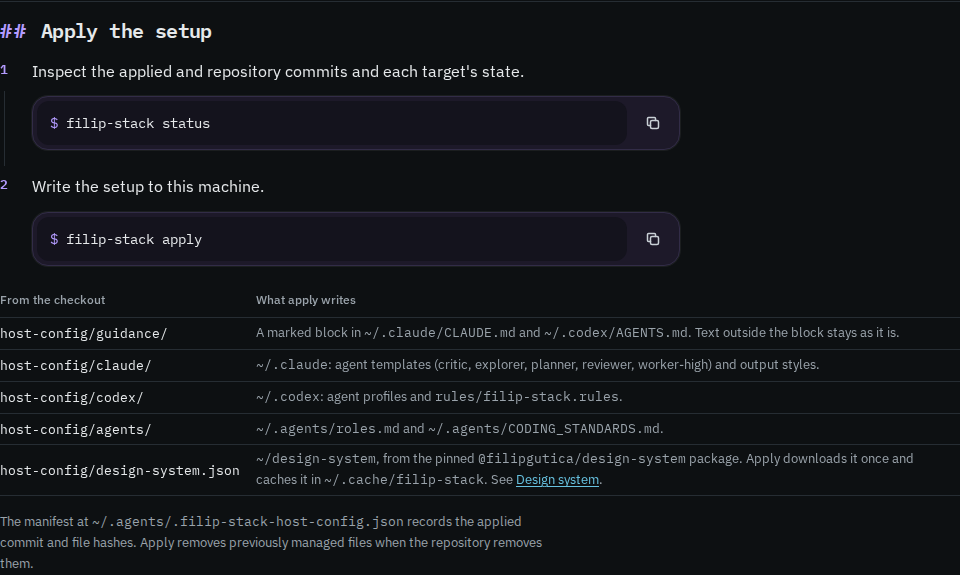 ## Apply the setup
1 Inspect the applied and repository commits and each target's state.
$ filip-stack status
2 Write the setup to this machine.
$ filip-stack apply
From the checkout What apply writes
host-config/guidance/ A marked block in ~/.claude/CLAUDE.md and ~/.codex/AGENTS.md. Text outside the block stays as it is.
host-config/claude/ ~/.claude: agent templates (critic, explorer, planner, reviewer, worker-high) and output styles.
host-config/codex/ ~/.codex: agent profiles and rules/filip-stack.rules.
host-config/agents/ ~/.agents/roles.md and ~/.agents/CODING_STANDARDS.md.
host-config/design-system.json ~/design-system, from the pinned @filipgutica/design-system package. Apply downloads it once and
caches it in ~/.cache/filip-stack. See Design system.
The manifest at ~/.agents/.filip-stack-host-config.json records the applied
commit and file hashes. Apply removes previously managed files when the repository removes
them.